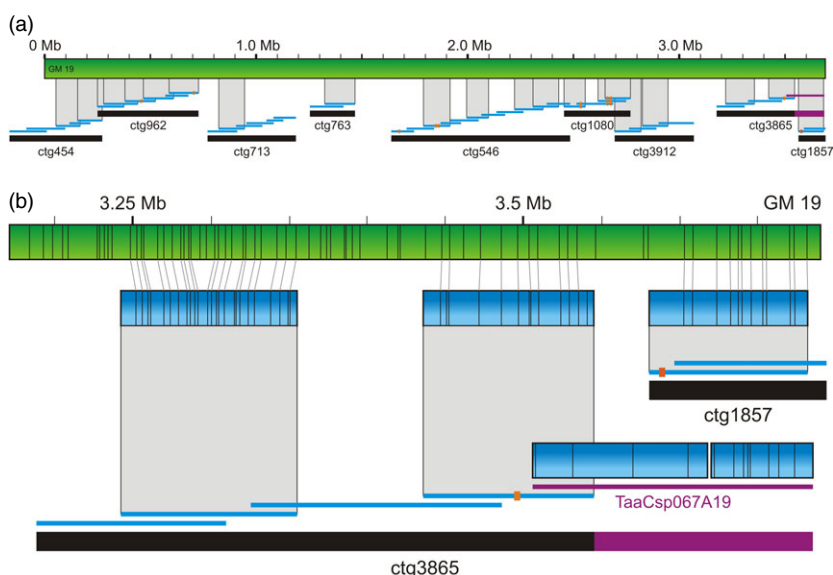 (a)
0 Mb 1.0 Mb 2.0 Mb 3.0 Mb
GM 19
ctg962 ctg763 ctg1080 ctg3865
ctg454 ctg713 ctg546 ctg3912 ctg1857
(b)
3.25 Mb 3.5 Mb GM 19
ctg1857
TaaCsp067A19
ctg3865